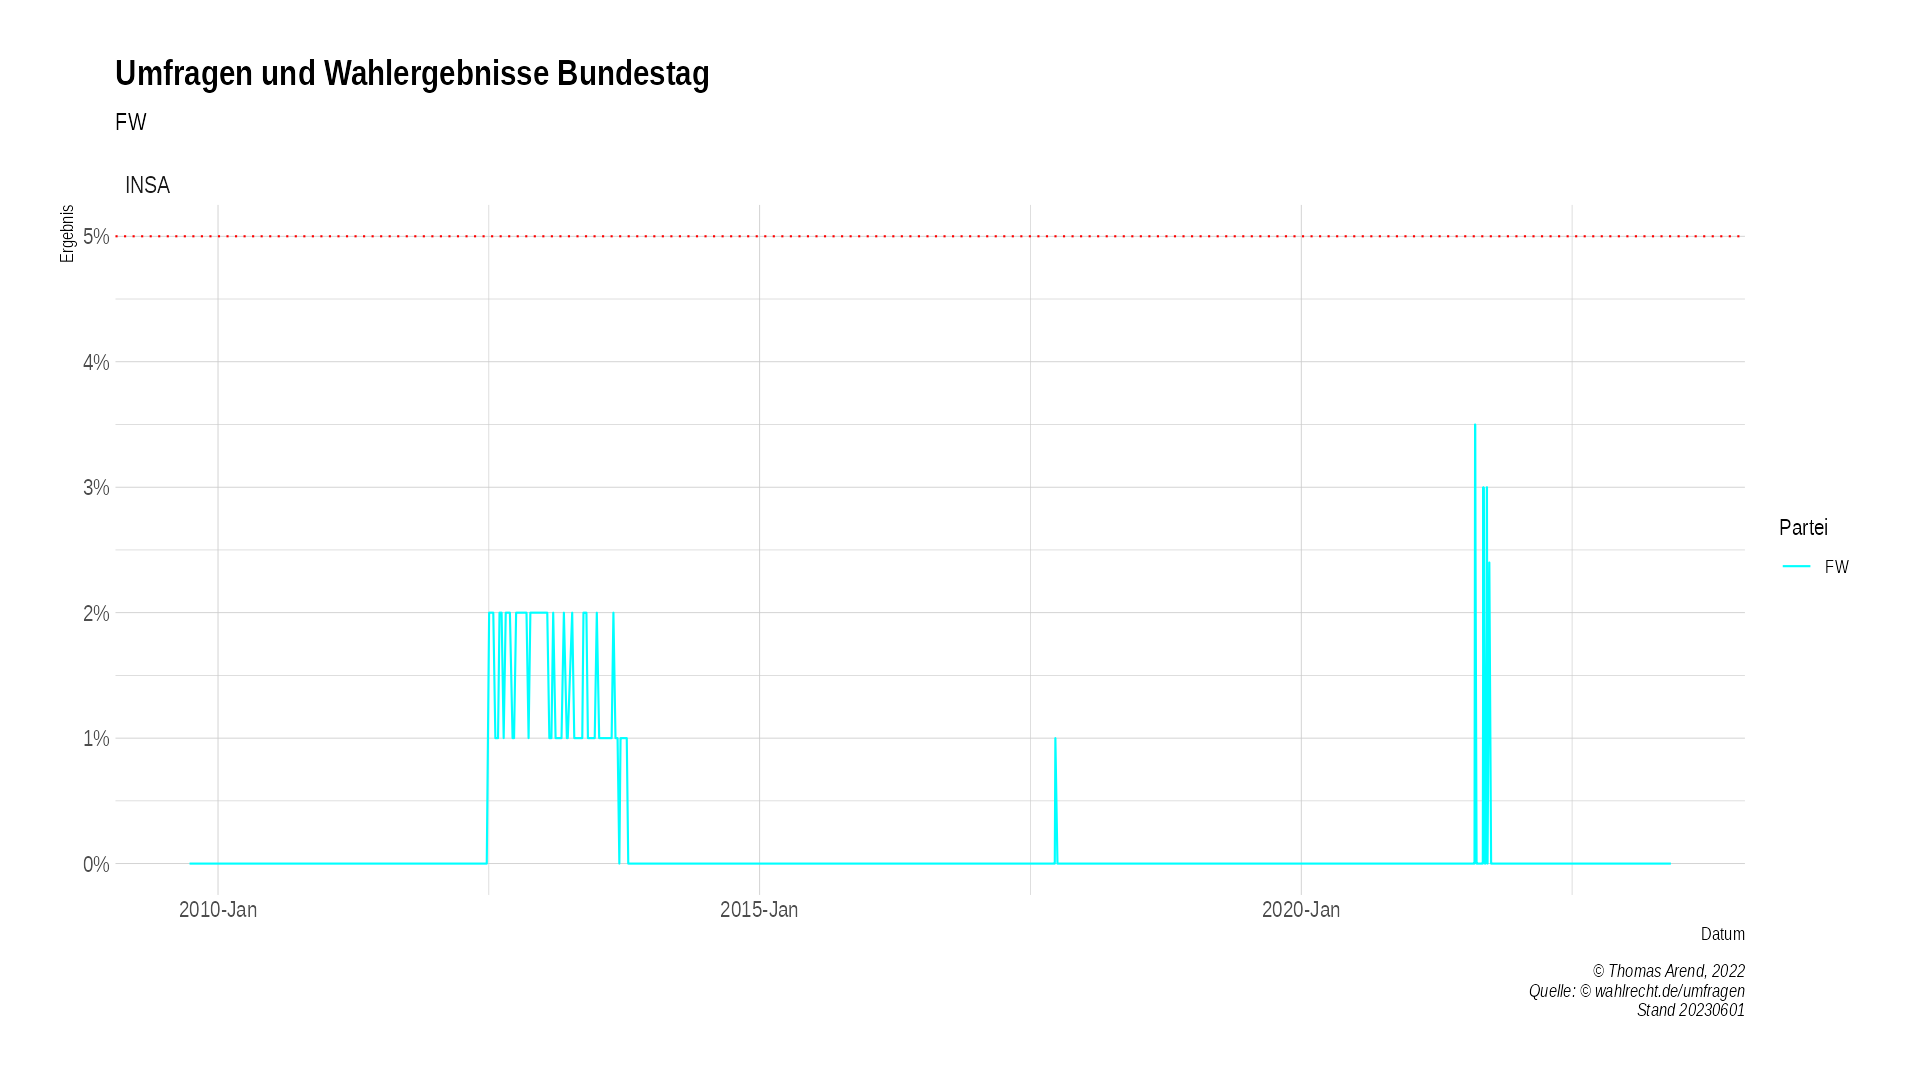 Umfragen und Wahlergebnisse Bundestag
FW
INSA
Ergebnis
5%
4%
3%
2%
1%
0%
2010-Jan
2015-Jan
2020-Jan
Datum
Partei
FW
© Thomas Arend, 2022
Quelle: © wahlrecht.de/umfragen
Stand 20230601